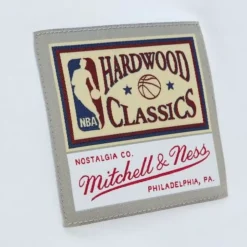 HARDWOOD
NBA
CLASSICS
NOSTALGIA CO.
Mitchell & Ness
PHILADELPHIA, PA.